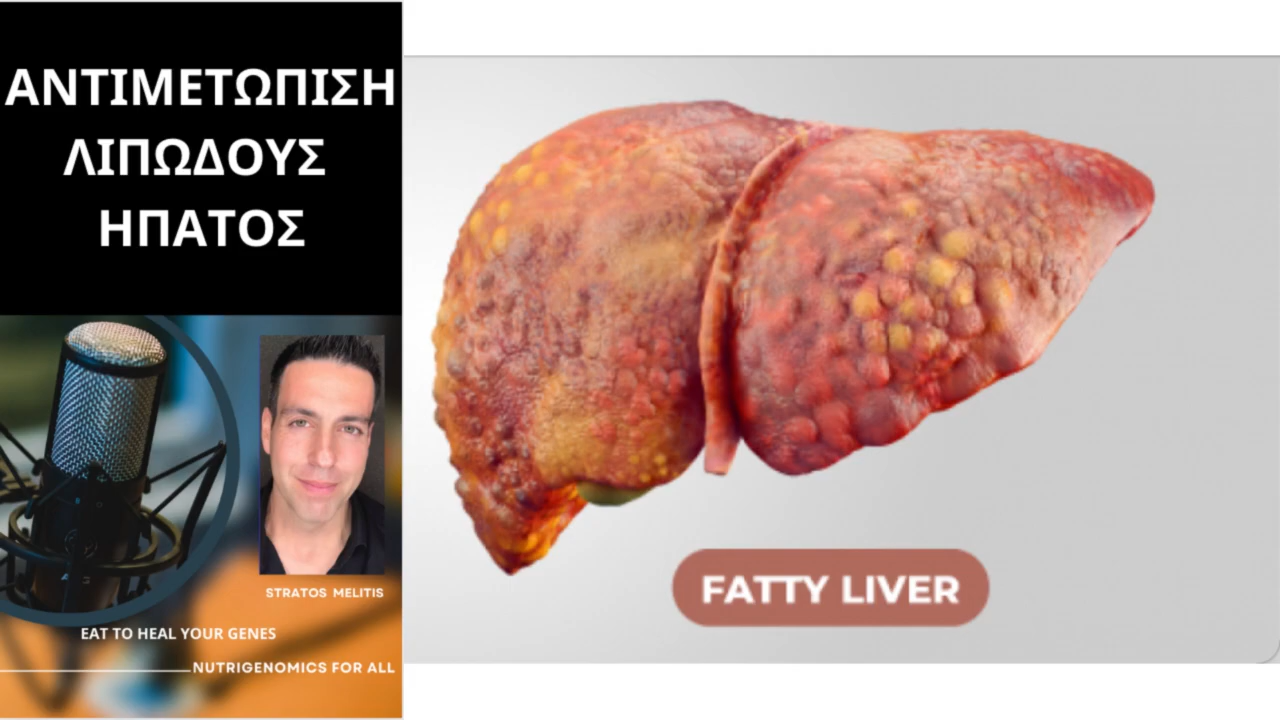 ΑΝΤΙΜΕΤΩΠΙΣΗ
ΛΙΠΩΔΟΥΣ
ΗΠΑΤΟΣ
STRATOS MELITIS
EAT TO HEAL YOUR GENES
NUTRIGENOMICS FOR ALL
FATTY LIVER